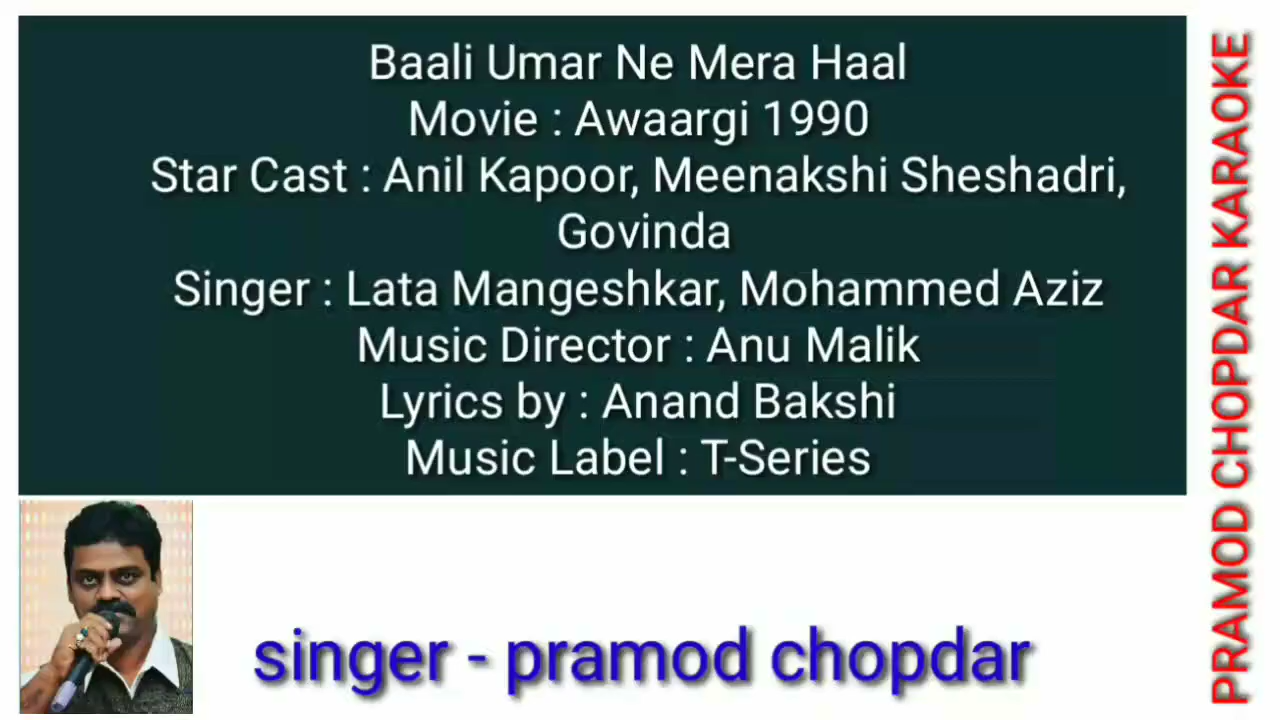 Baali Umar Ne Mera Haal
Movie : Awaargi 1990
Star Cast : Anil Kapoor, Meenakshi Sheshadri,
Govinda
Singer : Lata Mangeshkar, Mohammed Aziz
Music Director : Anu Malik
Lyrics by : Anand Bakshi
Music Label : T-Series
singer - pramod chopdar
PRAMOD CHOPDAR KARAOKE